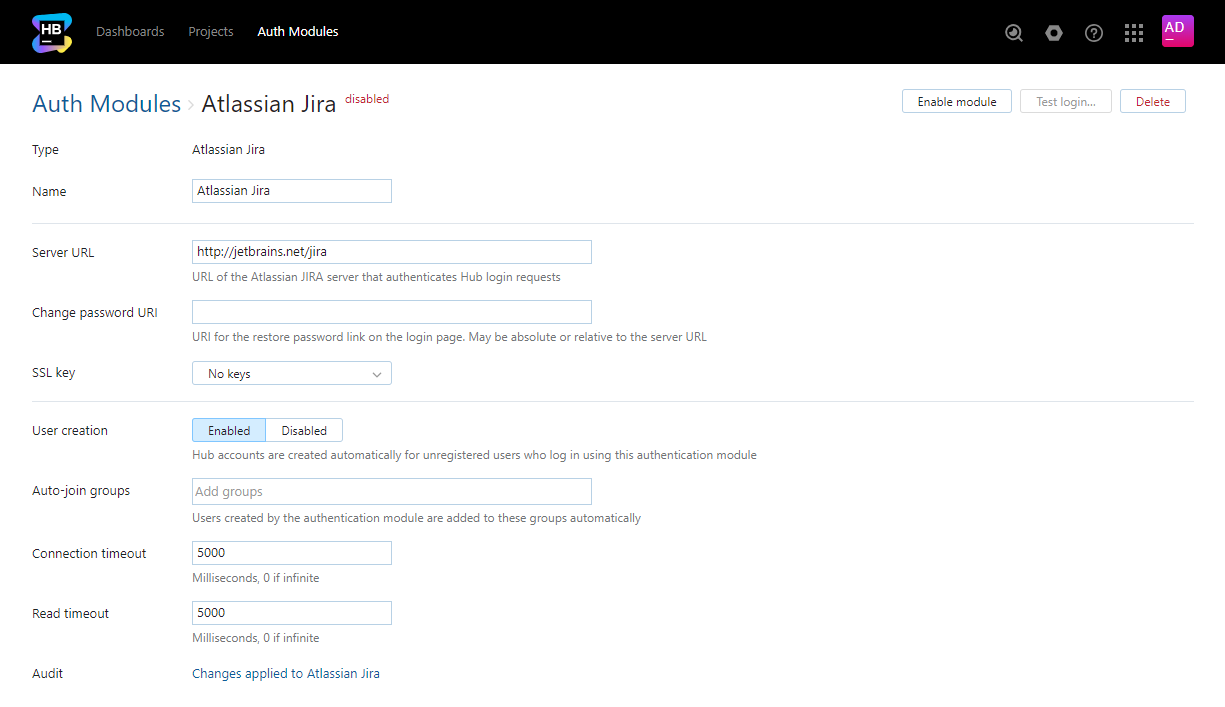 HB Dashboards Projects Auth Modules AD
Auth Modules › Atlassian Jira disabled Enable module Test login... Delete
Type Atlassian Jira
Name Atlassian Jira
Server URL http://jetbrains.net/jira
URL of the Atlassian JIRA server that authenticates Hub login requests
Change password URI
URI for the restore password link on the login page. May be absolute or relative to the server URL
SSL key No keys
User creation Enabled Disabled
Hub accounts are created automatically for unregistered users who log in using this authentication module
Auto-join groups Add groups
Users created by the authentication module are added to these groups automatically
Connection timeout 5000
Milliseconds, 0 if infinite
Read timeout 5000
Milliseconds, 0 if infinite
Audit Changes applied to Atlassian Jira